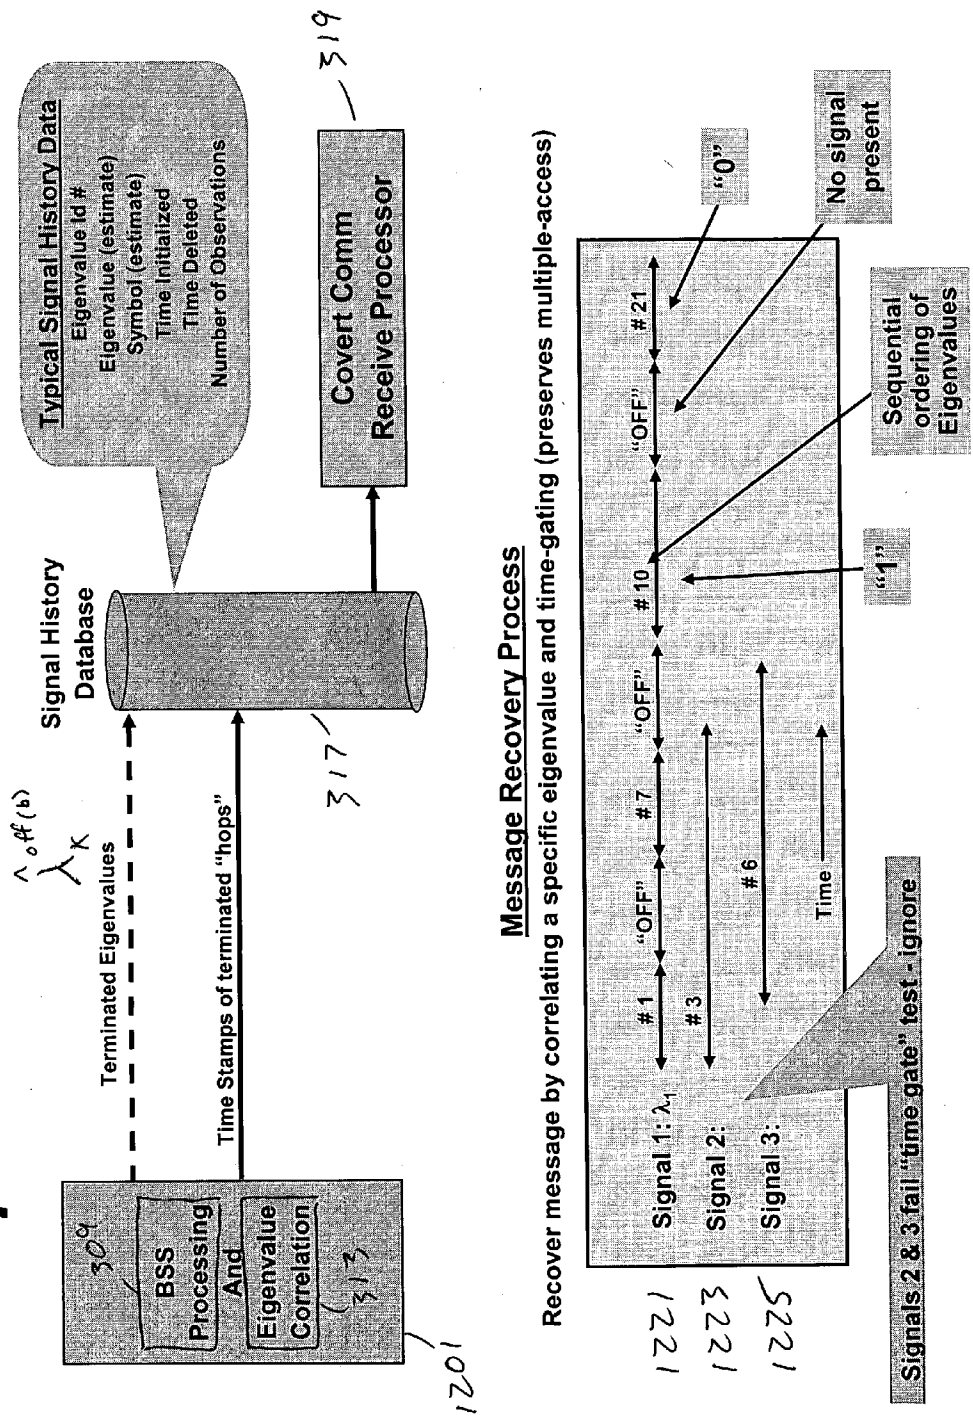 309
BSS
Processing
And
Eigenvalue
Correlation
313
1201
^ off(b)
λK
Terminated Eigenvalues
Time Stamps of terminated "hops"
Signal History
Database
317
Typical Signal History Data
Eigenvalue Id #
Eigenvalue (estimate)
Symbol (estimate)
Time Initialized
Time Deleted
Number of Observations
Covert Comm
Receive Processor
319
Message Recovery Process
Recover message by correlating a specific eigenvalue and time-gating (preserves multiple-access)
1221
Signal 1: λ1
# 1
"OFF"
# 7
"OFF"
# 10
"OFF"
# 21
"0"
3221
Signal 2:
# 3
5221
Signal 3:
# 6
Time
"1"
Sequential
ordering of
Eigenvalues
No signal
present
Signals 2 & 3 fail "time gate" test - ignore